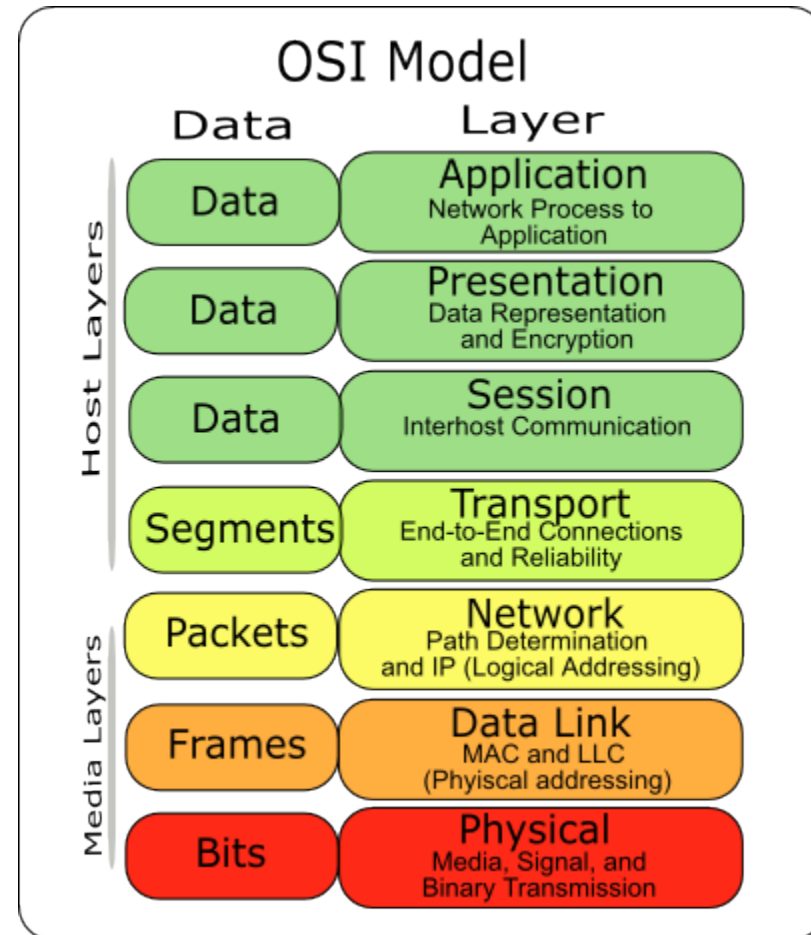 OSI Model
Data
Layer
Host Layers
Data
Application
Network Process to
Application
Data
Presentation
Data Representation
and Encryption
Data
Session
Interhost Communication
Segments
Transport
End-to-End Connections
and Reliability
Media Layers
Packets
Network
Path Determination
and IP (Logical Addressing)
Frames
Data Link
MAC and LLC
(Phyiscal addressing)
Bits
Physical
Media, Signal, and
Binary Transmission